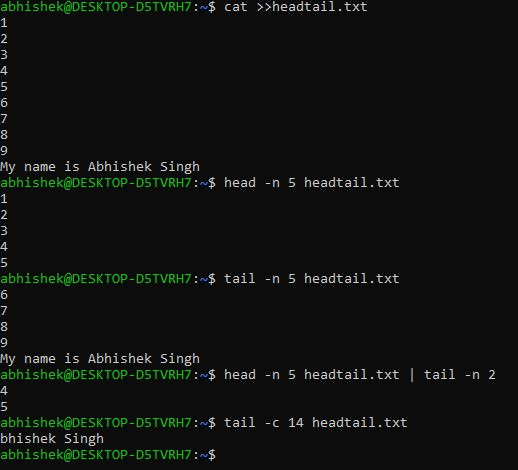 abhishek@DESKTOP-D5TVRH7:~$ cat >>headtail.txt
1
2
3
4
5
6
7
8
9
My name is Abhishek Singh
abhishek@DESKTOP-D5TVRH7:~$ head -n 5 headtail.txt
1
2
3
4
5
abhishek@DESKTOP-D5TVRH7:~$ tail -n 5 headtail.txt
6
7
8
9
My name is Abhishek Singh
abhishek@DESKTOP-D5TVRH7:~$ head -n 5 headtail.txt | tail -n 2
4
5
abhishek@DESKTOP-D5TVRH7:~$ tail -c 14 headtail.txt
bhishek Singh
abhishek@DESKTOP-D5TVRH7:~$